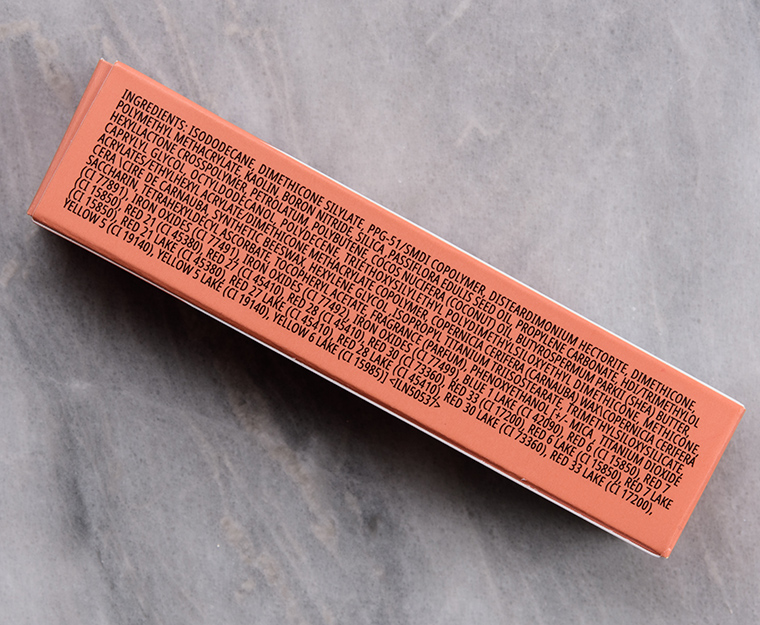 INGREDIENTS: ISODODECANE, DIMETHICONE SILYLATE, PPG-51/SMDI COPOLYMER, DISTEARDIMONIUM HECTORITE, DIMETHICONE,
POLYMETHYL METHACRYLATE, KAOLIN, BORON NITRIDE, SILICA, PASSIFLORA EDULIS SEED OIL, PROPYLENE CARBONATE, HDI/TRIMETHYLOL
HEXYLLACTONE CROSSPOLYMER, PETROLATUM, POLYBUTENE, COCOS NUCIFERA (COCONUT) OIL, BUTYROSPERMUM PARKII (SHEA) BUTTER,
CAPRYLYL GLYCOL, OCTYLDODECANOL, POLYDECENE, TRIETHOXYSILYLETHYL POLYDIMETHYLSILOXYETHYL DIMETHICONE, METHICONE,
ACRYLATES/ETHYLHEXYL ACRYLATE/DIMETHICONE METHACRYLATE COPOLYMER, COPERNICIA CERIFERA (CARNAUBA) WAX\COPERNICIA CERIFERA
CERA \CIRE DE CARNAUBA, SYNTHETIC BEESWAX, HEXYLENE GLYCOL, ISOPROPYL TITANIUM TRIISOSTEARATE, TRIMETHYLSILOXYSILICATE,
SACCHARIN, TETRAHEXYLDECYL ASCORBATE, TOCOPHERYL ACETATE, FRAGRANCE (PARFUM), PHENOXYETHANOL, [+/- MICA, TITANIUM DIOXIDE
(CI 77891), IRON OXIDES (CI 77491), IRON OXIDES (CI 77492), IRON OXIDES (CI 77499), BLUE 1 LAKE (CI 42090), RED 6 (CI 15850), RED 7
(CI 15850), RED 21 (CI 45380), RED 27 (CI 45410), RED 28 (CI 45410), RED 30 (CI 73360), RED 33 (CI 17200), RED 6 LAKE (CI 15850), RED 7 LAKE
(CI 15850), RED 21 LAKE (CI 45380), RED 27 LAKE (CI 45410), RED 28 LAKE (CI 45410), RED 30 LAKE (CI 73360), RED 33 LAKE (CI 17200),
YELLOW 5 (CI 19140), YELLOW 5 LAKE (CI 19140), YELLOW 6 LAKE (CI 15985)] <ILN50537>